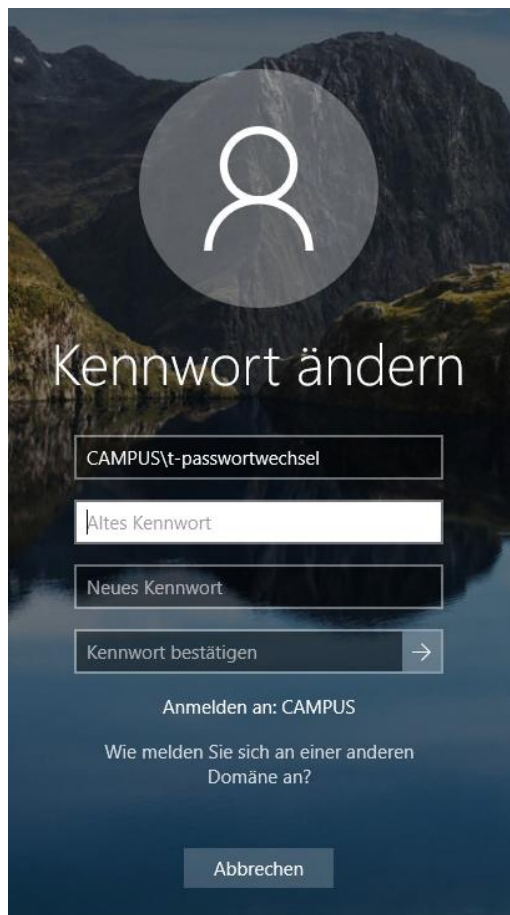 Kennwort ändern
CAMPUS\t-passwortwechsel
Altes Kennwort
Neues Kennwort
Kennwort bestätigen
Anmelden an: CAMPUS
Wie melden Sie sich an einer anderen
Domäne an?
Abbrechen